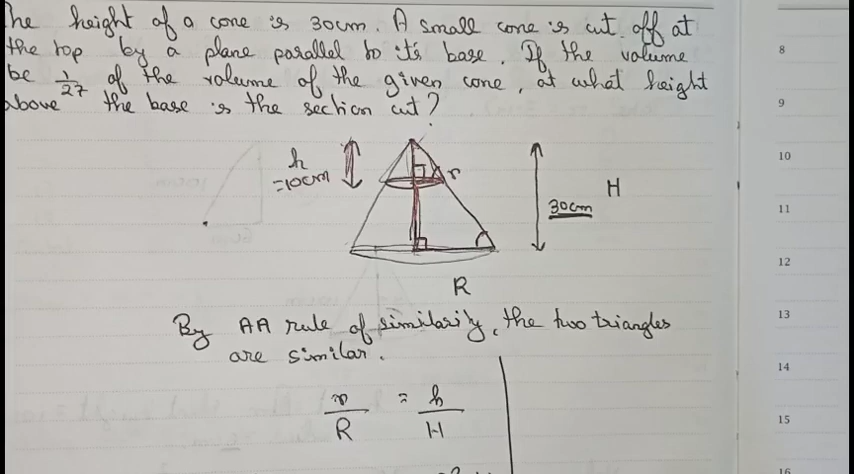 The height of a cone is 30cm. A small cone is cut off at
the top by a plane parallel to its base. If the volume
be 1/27 of the volume of the given cone, at what height
above the base is the section cut?
h
=10cm
r
30cm
H
R
By AA rule of similarity, the two triangles
are similar.
r/R = h/H
8
9
10
11
12
13
14
15
16